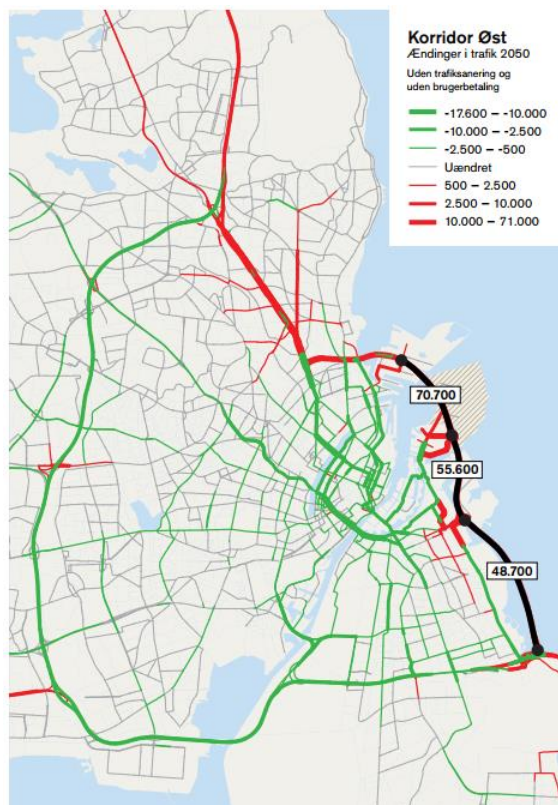 Korridor Øst
Ændinger i trafik 2050
Uden trafiksanering og
uden brugerbetaling
-17.600 – -10.000
-10.000 – -2.500
-2.500 – -500
Uændret
500 – 2.500
2.500 – 10.000
10.000 – 71.000
70.700
55.600
48.700